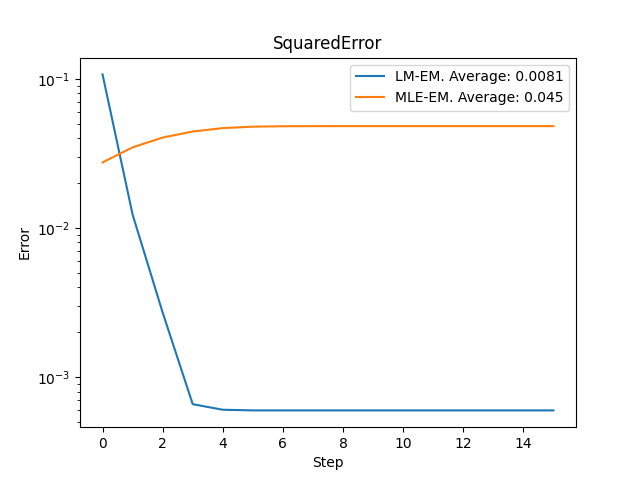 SquaredError
LM-EM. Average: 0.0081
MLE-EM. Average: 0.045
Error
10⁻¹
10⁻²
10⁻³
0 2 4 6 8 10 12 14
Step